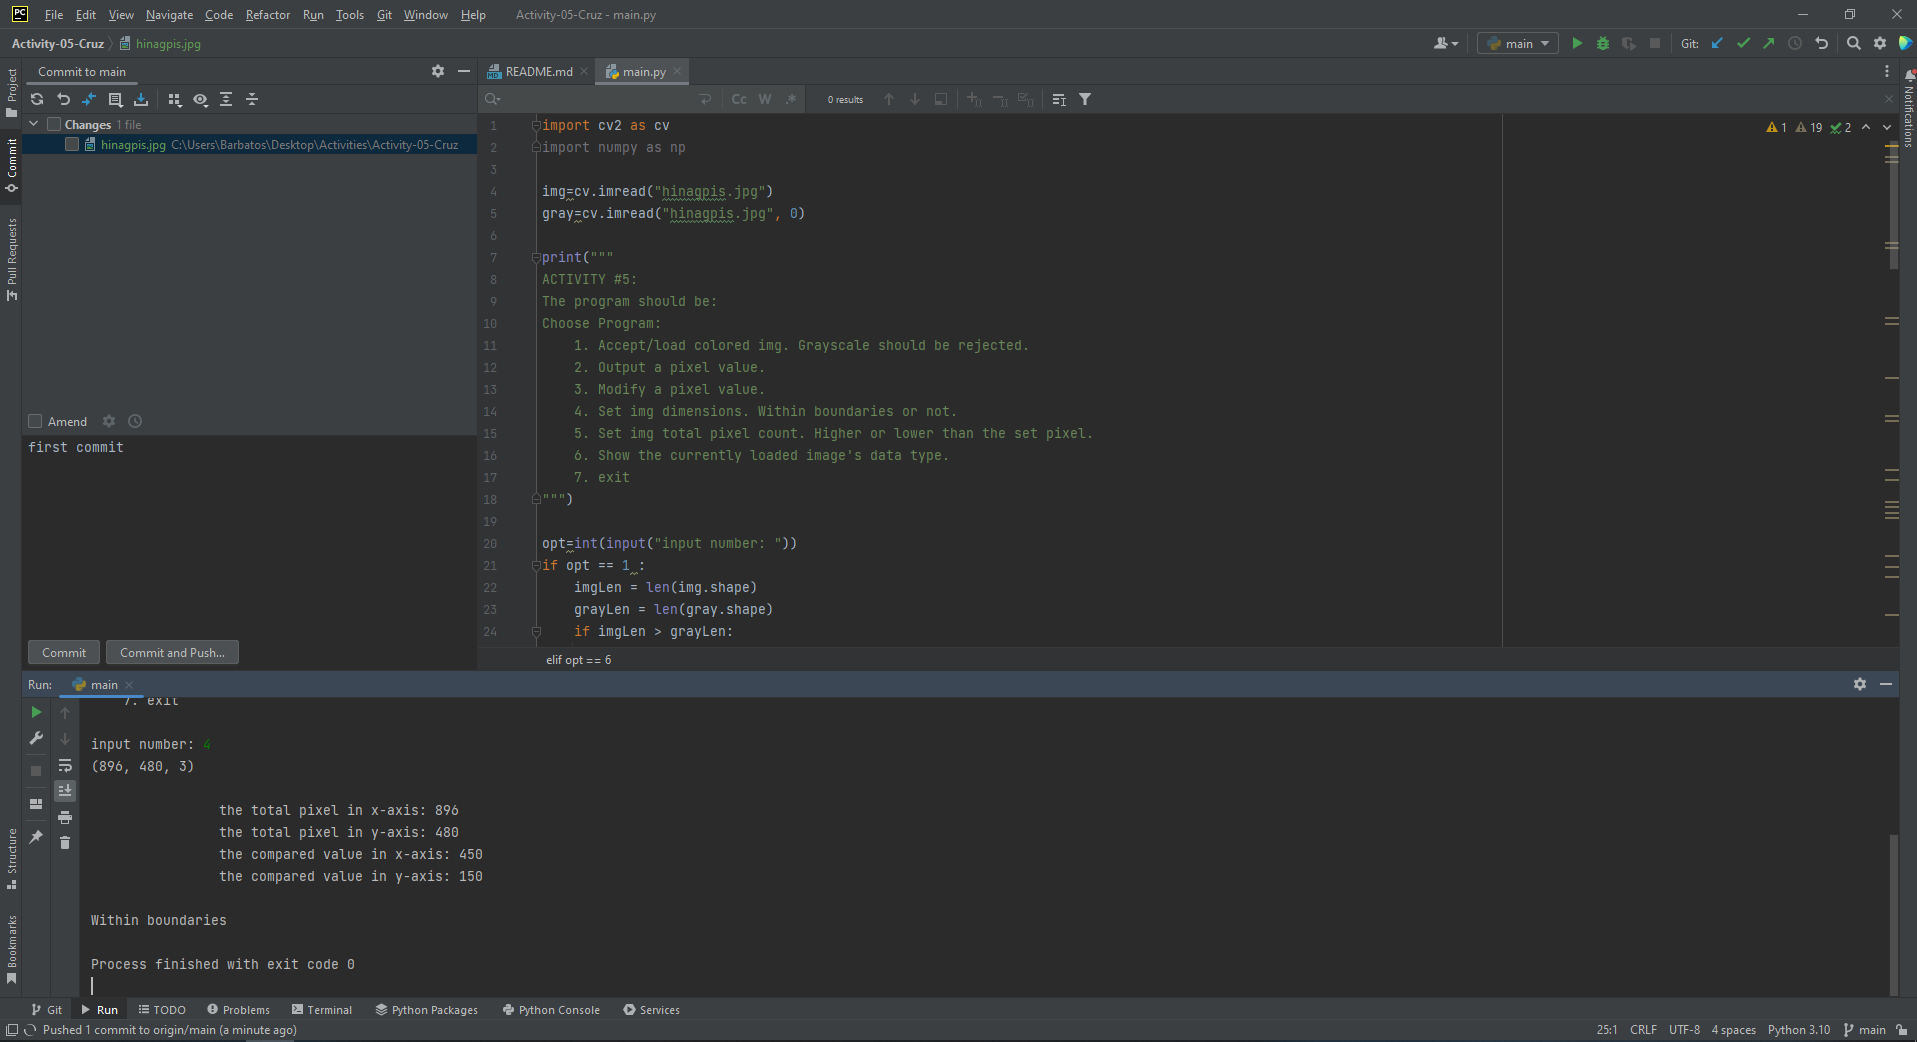 PC File Edit View Navigate Code Refactor Run Tools Git Window Help Activity-05-Cruz - main.py
Activity-05-Cruz hinagpis.jpg main Git:
Project
Commit
Pull Requests
Structure
Bookmarks
Notifications
Commit to main
README.md main.py
Cc W .* 0 results
Changes 1 file
hinagpis.jpg C:\Users\Barbatos\Desktop\Activities\Activity-05-Cruz
Amend
first commit
Commit Commit and Push...
1 19 2
1 import cv2 as cv
2 import numpy as np
3
4 img=cv.imread("hinagpis.jpg")
5 gray=cv.imread("hinagpis.jpg", 0)
6
7 print("""
8 ACTIVITY #5:
9 The program should be:
10 Choose Program:
11 1. Accept/load colored img. Grayscale should be rejected.
12 2. Output a pixel value.
13 3. Modify a pixel value.
14 4. Set img dimensions. Within boundaries or not.
15 5. Set img total pixel count. Higher or lower than the set pixel.
16 6. Show the currently loaded image's data type.
17 7. exit
18 """)
19
20 opt=int(input("input number: "))
21 if opt == 1 :
22 imgLen = len(img.shape)
23 grayLen = len(gray.shape)
24 if imgLen > grayLen:
elif opt == 6
Run: main
7. exit
input number: 4
(896, 480, 3)
the total pixel in x-axis: 896
the total pixel in y-axis: 480
the compared value in x-axis: 450
the compared value in y-axis: 150
Within boundaries
Process finished with exit code 0
Git Run TODO Problems Terminal Python Packages Python Console Services
Pushed 1 commit to origin/main (a minute ago) 25:1 CRLF UTF-8 4 spaces Python 3.10 main